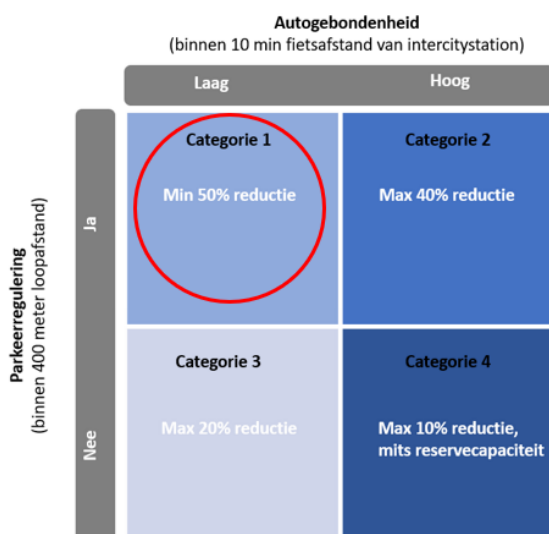 Autogebondenheid
(binnen 10 min fietsafstand van intercitystation)
Laag
Hoog
Parkeerregulering
(binnen 400 meter loopafstand)
Ja
Categorie 1
Min 50% reductie
Categorie 2
Max 40% reductie
Nee
Categorie 3
Max 20% reductie
Categorie 4
Max 10% reductie,
mits reservecapaciteit